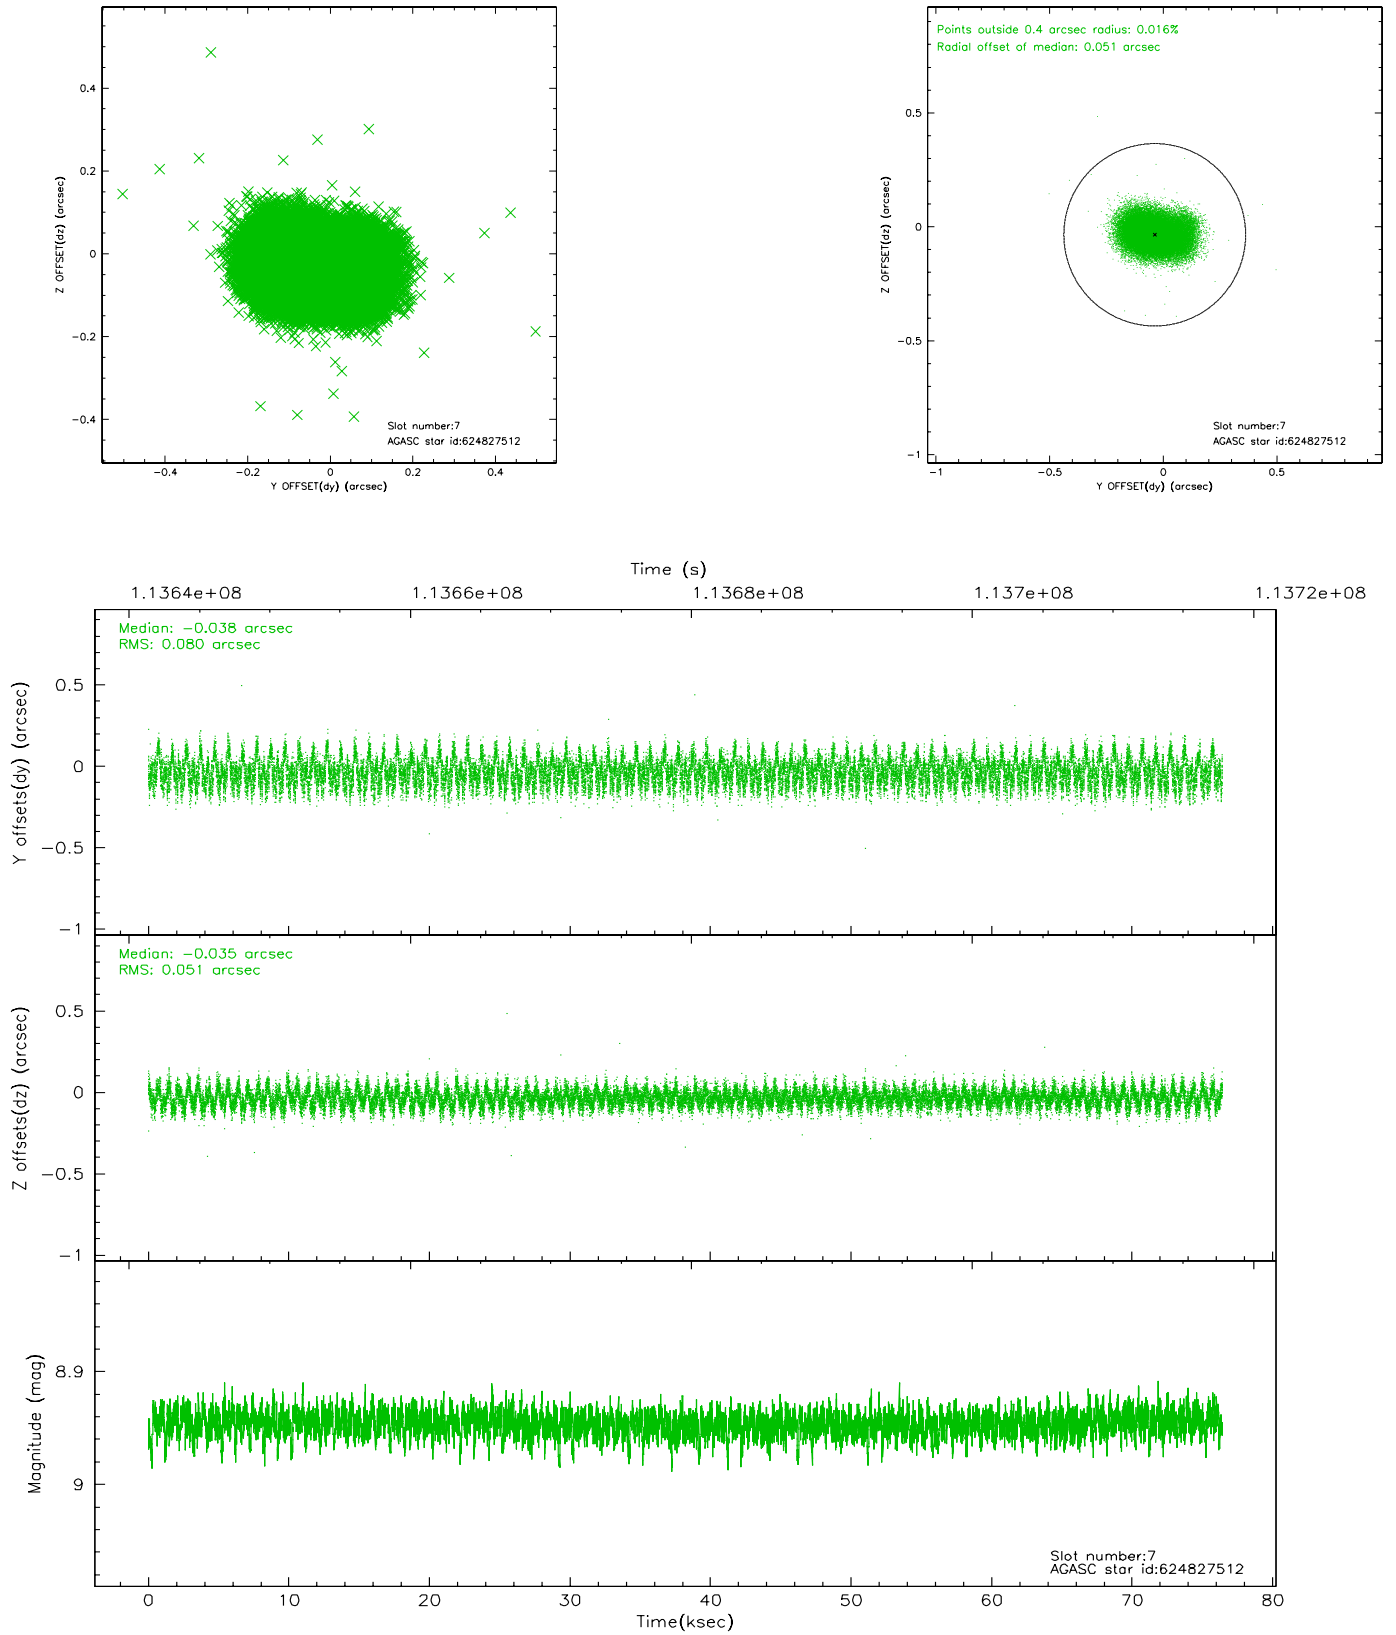 0.4
0.2
0
−0.2
−0.4
Z OFFSET(dz) (arcsec)
−0.4 −0.2 0 0.2 0.4
Y OFFSET(dy) (arcsec)
Slot number:7
AGASC star id:624827512
Points outside 0.4 arcsec radius: 0.016%
Radial offset of median: 0.051 arcsec
0.5
0
−0.5
−1
Z OFFSET(dz) (arcsec)
−1 −0.5 0 0.5
Y OFFSET(dy) (arcsec)
Slot number:7
AGASC star id:624827512
Time (s)
1.1364e+08 1.1366e+08 1.1368e+08 1.137e+08 1.1372e+08
Median: −0.038 arcsec
RMS: 0.080 arcsec
0.5
0
−0.5
−1
Y offsets(dy) (arcsec)
Median: −0.035 arcsec
RMS: 0.051 arcsec
0.5
0
−0.5
−1
Z offsets(dz) (arcsec)
8.9
9
Magnitude (mag)
Slot number:7
AGASC star id:624827512
0 10 20 30 40 50 60 70 80
Time(ksec)